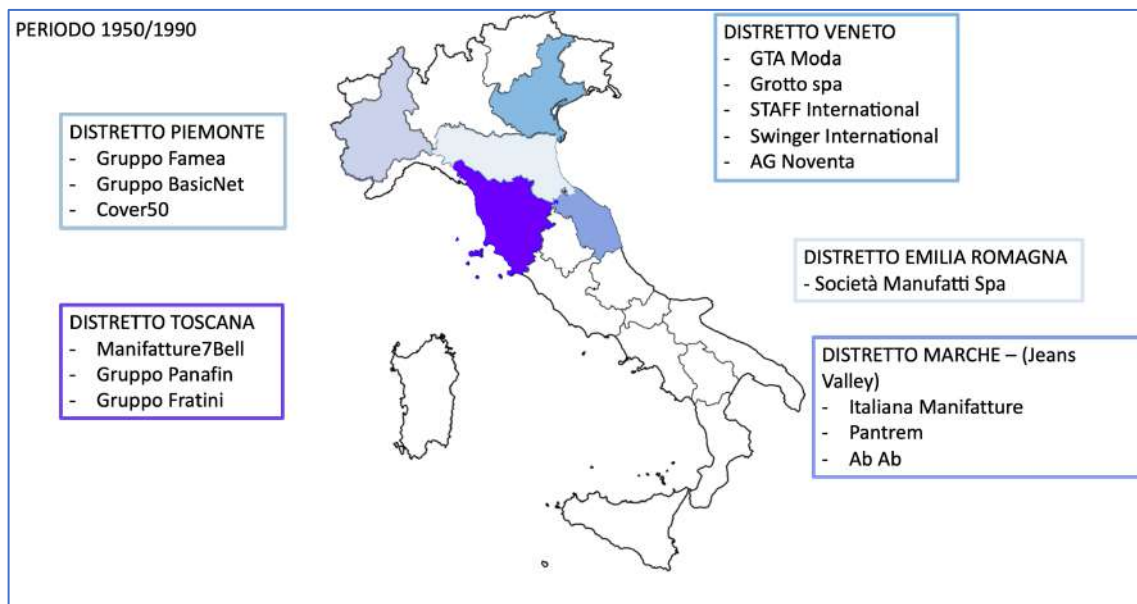 PERIODO 1950/1990
DISTRETTO PIEMONTE
- Gruppo Famea
- Gruppo BasicNet
- Cover50
DISTRETTO TOSCANA
- Manifatture7Bell
- Gruppo Panafin
- Gruppo Fratini
DISTRETTO VENETO
- GTA Moda
- Grotto spa
- STAFF International
- Swinger International
- AG Noventa
DISTRETTO EMILIA ROMAGNA
- Società Manufatti Spa
DISTRETTO MARCHE – (Jeans
Valley)
- Italiana Manifatture
- Pantrem
- Ab Ab